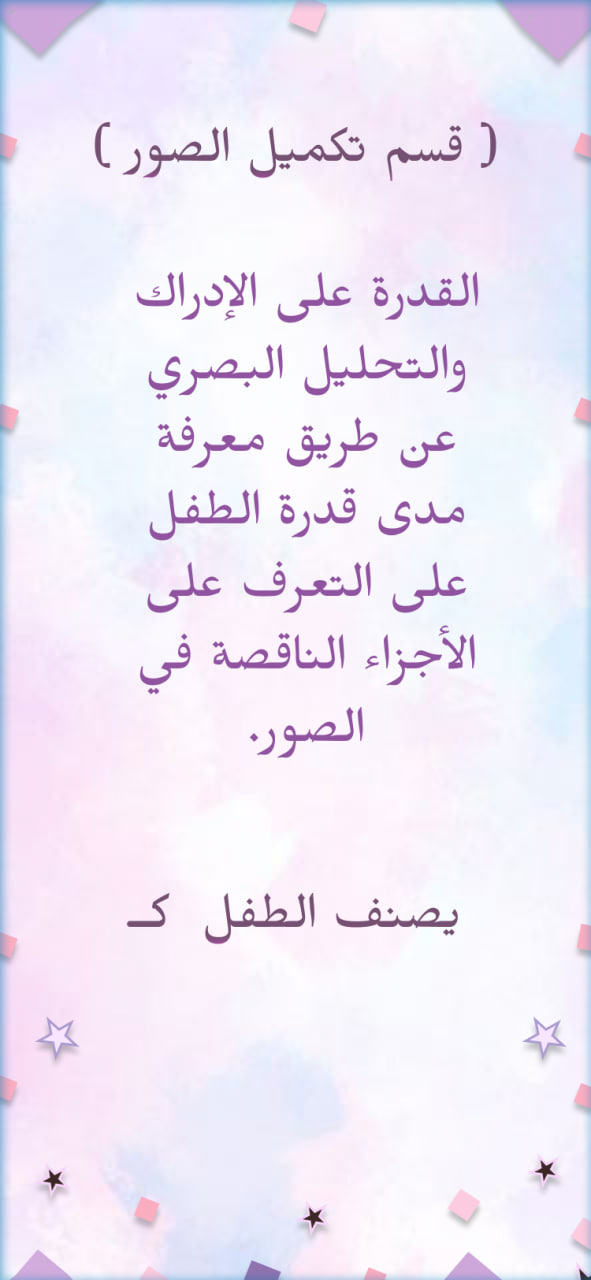 ( قسم تكميل الصور )
القدرة على الإدراك
والتحليل البصري
عن طريق معرفة
مدى قدرة الطفل
على التعرف على
الأجزاء الناقصة في
الصور.
يصنف الطفل كـ